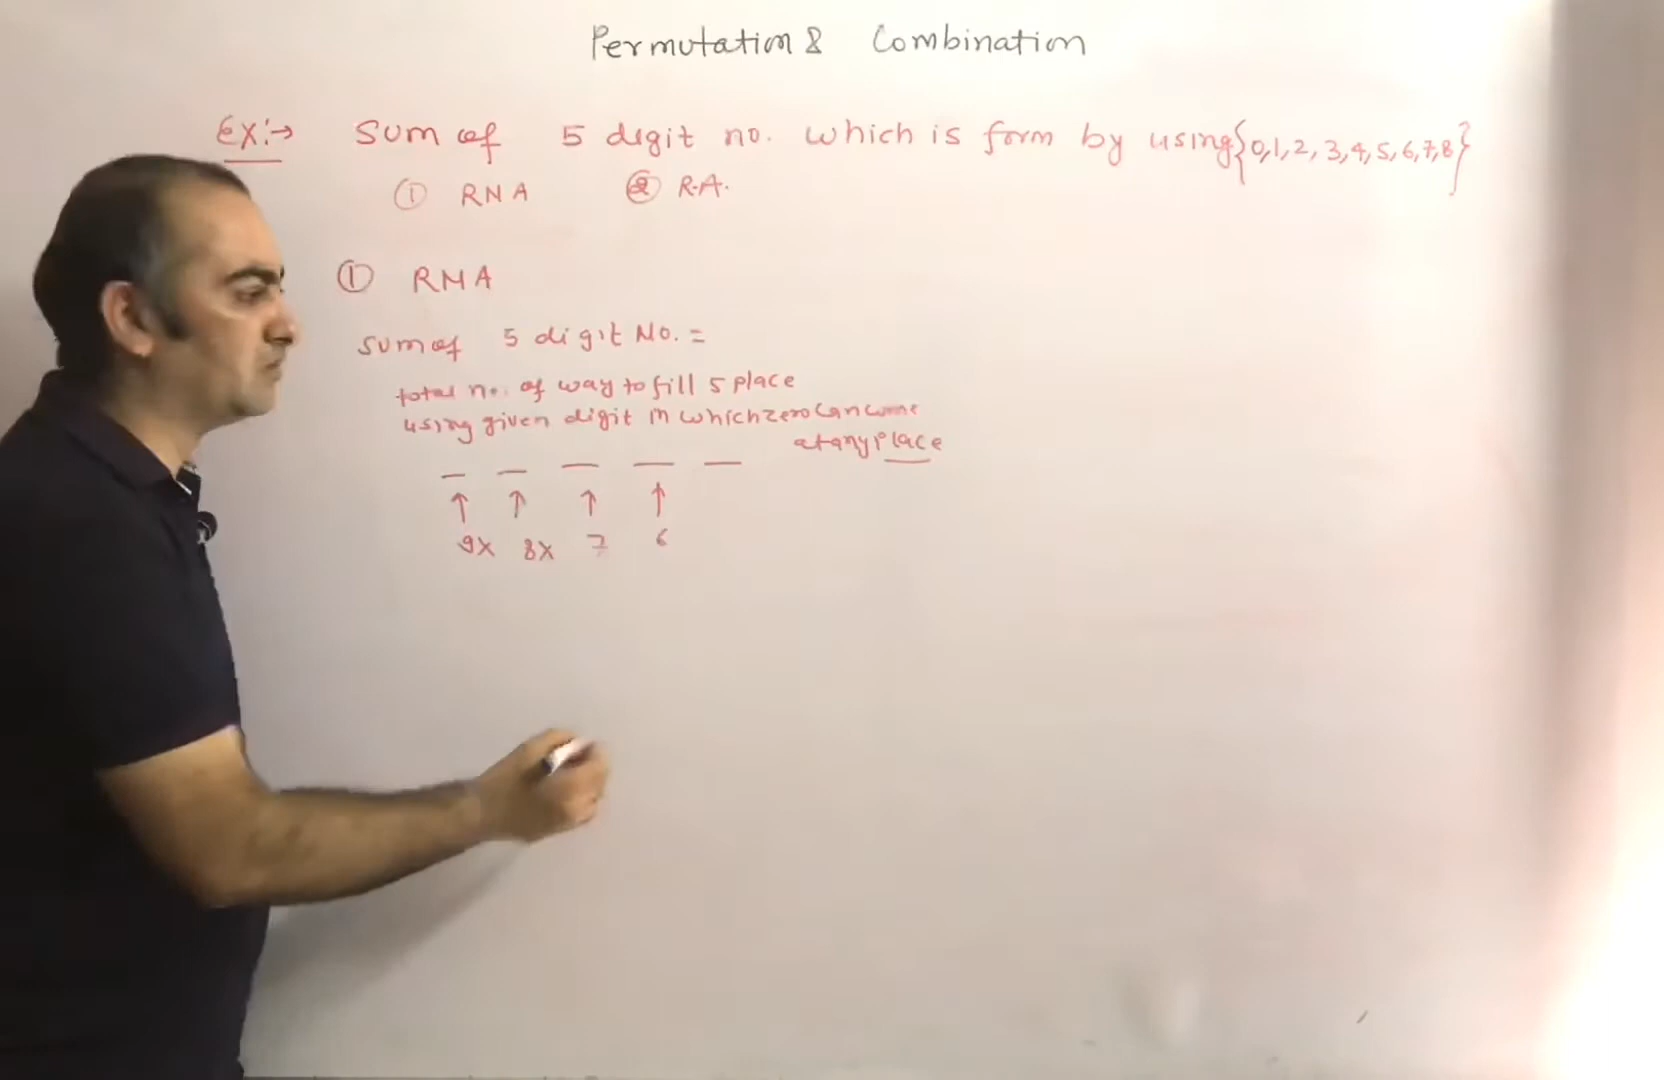 Permutation & Combination
Ex:→ Sum of 5 digit no. which is form by using {0,1,2,3,4,5,6,7,8}
① RNA ② R.A.
① RNA
sum of 5 digit No. =
total no. of way to fill 5 place
using given digit in which zero can come
at any place
_ _ _ _ _
↑ ↑ ↑ ↑
9x 8x 7 6